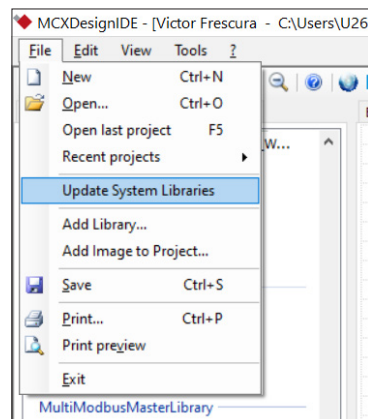 MCXDesignIDE - [Victor Frescura - C:\Users\U26
File Edit View Tools ?
New Ctrl+N
Open... Ctrl+O
Open last project F5
_W...
Recent projects
Update System Libraries
Add Library...
Add Image to Project...
Save Ctrl+S
Print... Ctrl+P
Print preview
Exit
MultiModbusMasterLibrary